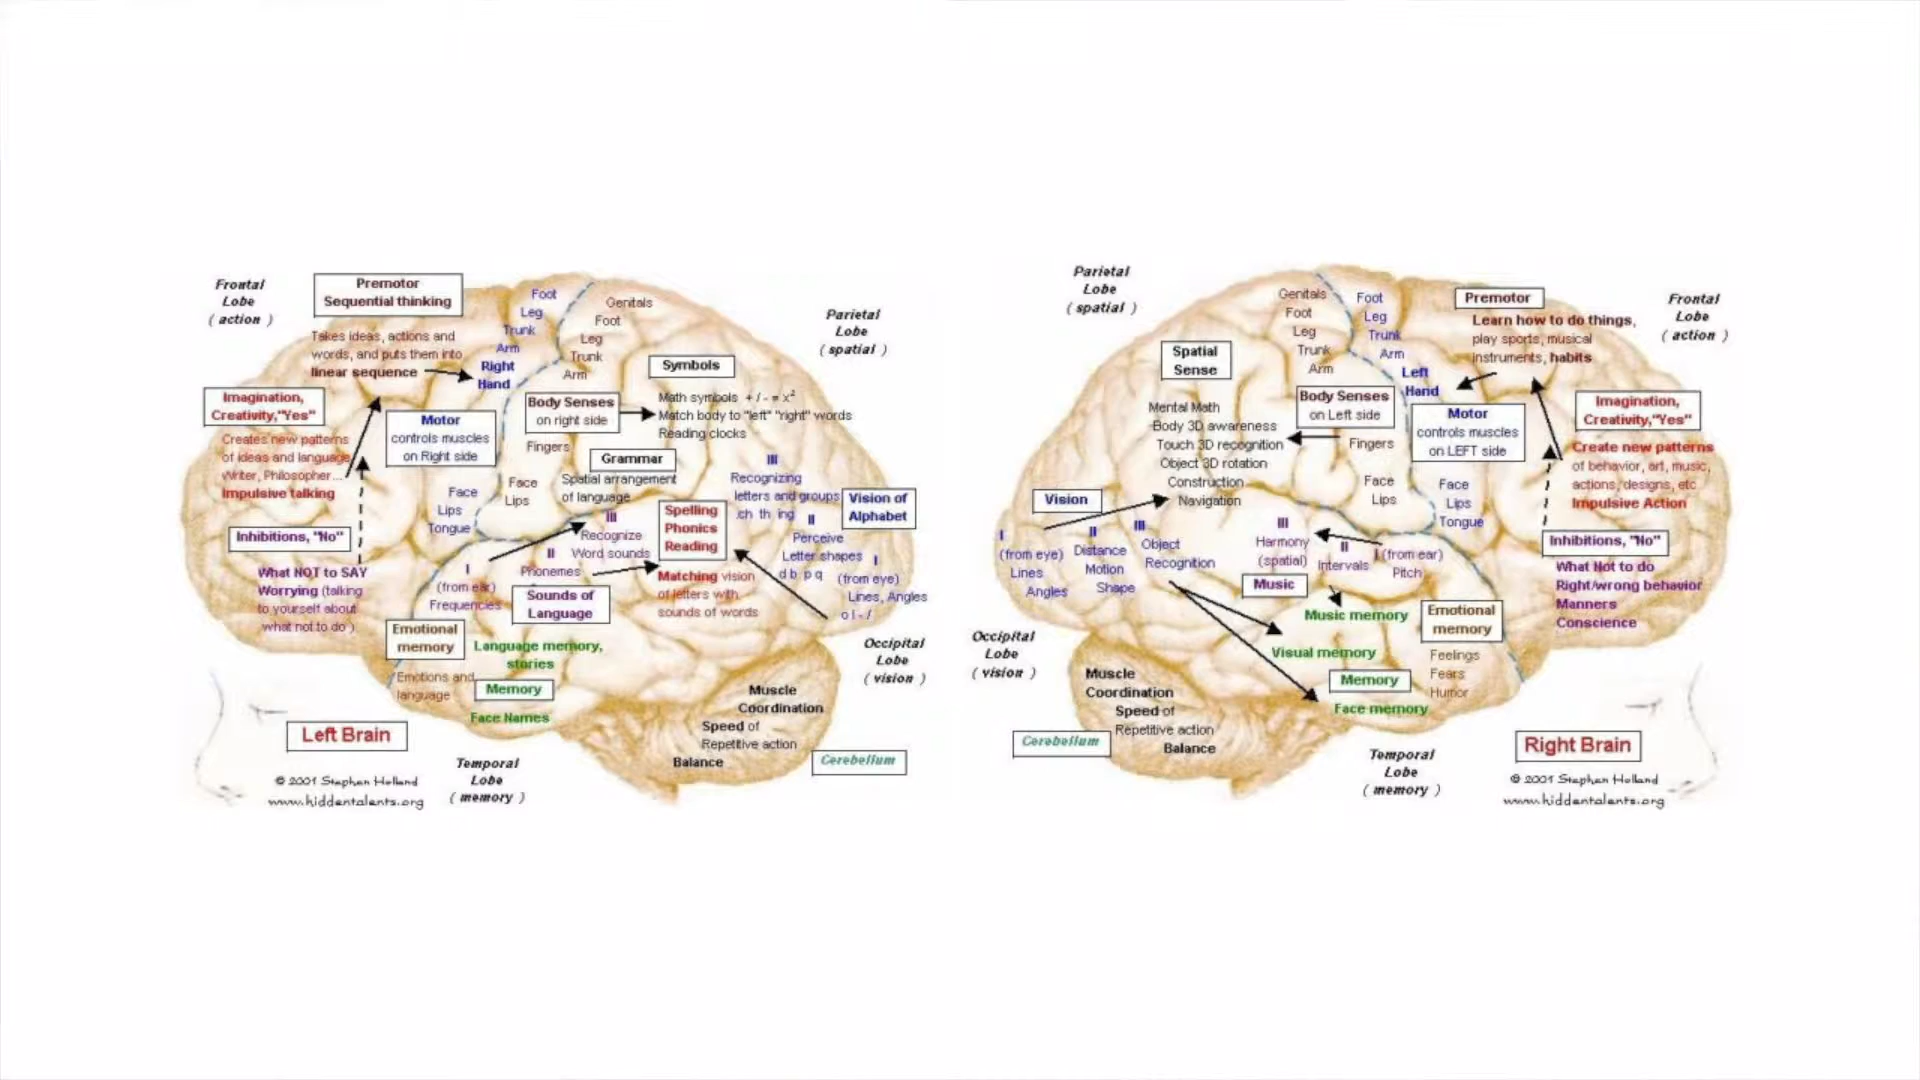 Frontal
Lobe
( action )
Premotor
Sequential thinking
Takes ideas, actions and
words, and puts them into
linear sequence
Imagination,
Creativity,"Yes"
Creates new patterns
of ideas and language
Writer, Philosopher...
Impulsive talking
Inhibitions, "No"
What NOT to SAY
Worrying (talking
to yourself about
what not to do )
Foot
Leg
Trunk
Arm
Right
Hand
Motor
controls muscles
on Right side
Face
Lips
Tongue
Genitals
Foot
Leg
Trunk
Arm
Body Senses
on right side
Fingers
Face
Lips
Symbols
Math symbols + / - = x²
Match body to "left" "right" words
Reading clocks
Grammar
Spatial arrangement
of language
Parietal
Lobe
( spatial )
III
Recognizing
letters and groups
ch th ing
II
Perceive
Letter shapes
d b p q
I
(from eye)
Lines, Angles
o l - /
Vision of
Alphabet
Spelling
Phonics
Reading
Matching vision
of letters with
sounds of words
III
Recognize
Word sounds
II
Phonemes
I
(from ear)
Frequencies
Sounds of
Language
Emotional
memory
Emotions and
language
Language memory,
stories
Memory
Face Names
Occipital
Lobe
( vision )
Muscle
Coordination
Speed of
Repetitive action
Balance
Cerebellum
Temporal
Lobe
( memory )
Left Brain
© 2001 Stephen Holland
www.hiddentalents.org
Parietal
Lobe
( spatial )
Genitals
Foot
Leg
Trunk
Arm
Foot
Leg
Trunk
Arm
Left
Hand
Premotor
Learn how to do things,
play sports, musical
instruments, habits
Frontal
Lobe
( action )
Spatial
Sense
Mental Math
Body 3D awareness
Touch 3D recognition
Object 3D rotation
Construction
Navigation
Body Senses
on Left side
Fingers
Face
Lips
Motor
controls muscles
on LEFT side
Face
Lips
Tongue
Imagination,
Creativity,"Yes"
Create new patterns
of behavior, art, music,
actions, designs, etc
Impulsive Action
Inhibitions, "No"
What Not to do
Right/wrong behavior
Manners
Conscience
Vision
I
(from eye)
Lines
Angles
II
Distance
Motion
Shape
III
Object
Recognition
III
Harmony
(spatial)
II
Intervals
I (from ear)
Pitch
Music
Music memory
Visual memory
Memory
Face memory
Emotional
memory
Feelings
Fears
Humor
Occipital
Lobe
( vision )
Muscle
Coordination
Speed of
Repetitive action
Balance
Cerebellum
Temporal
Lobe
( memory )
Right Brain
© 2001 Stephen Holland
www.hiddentalents.org